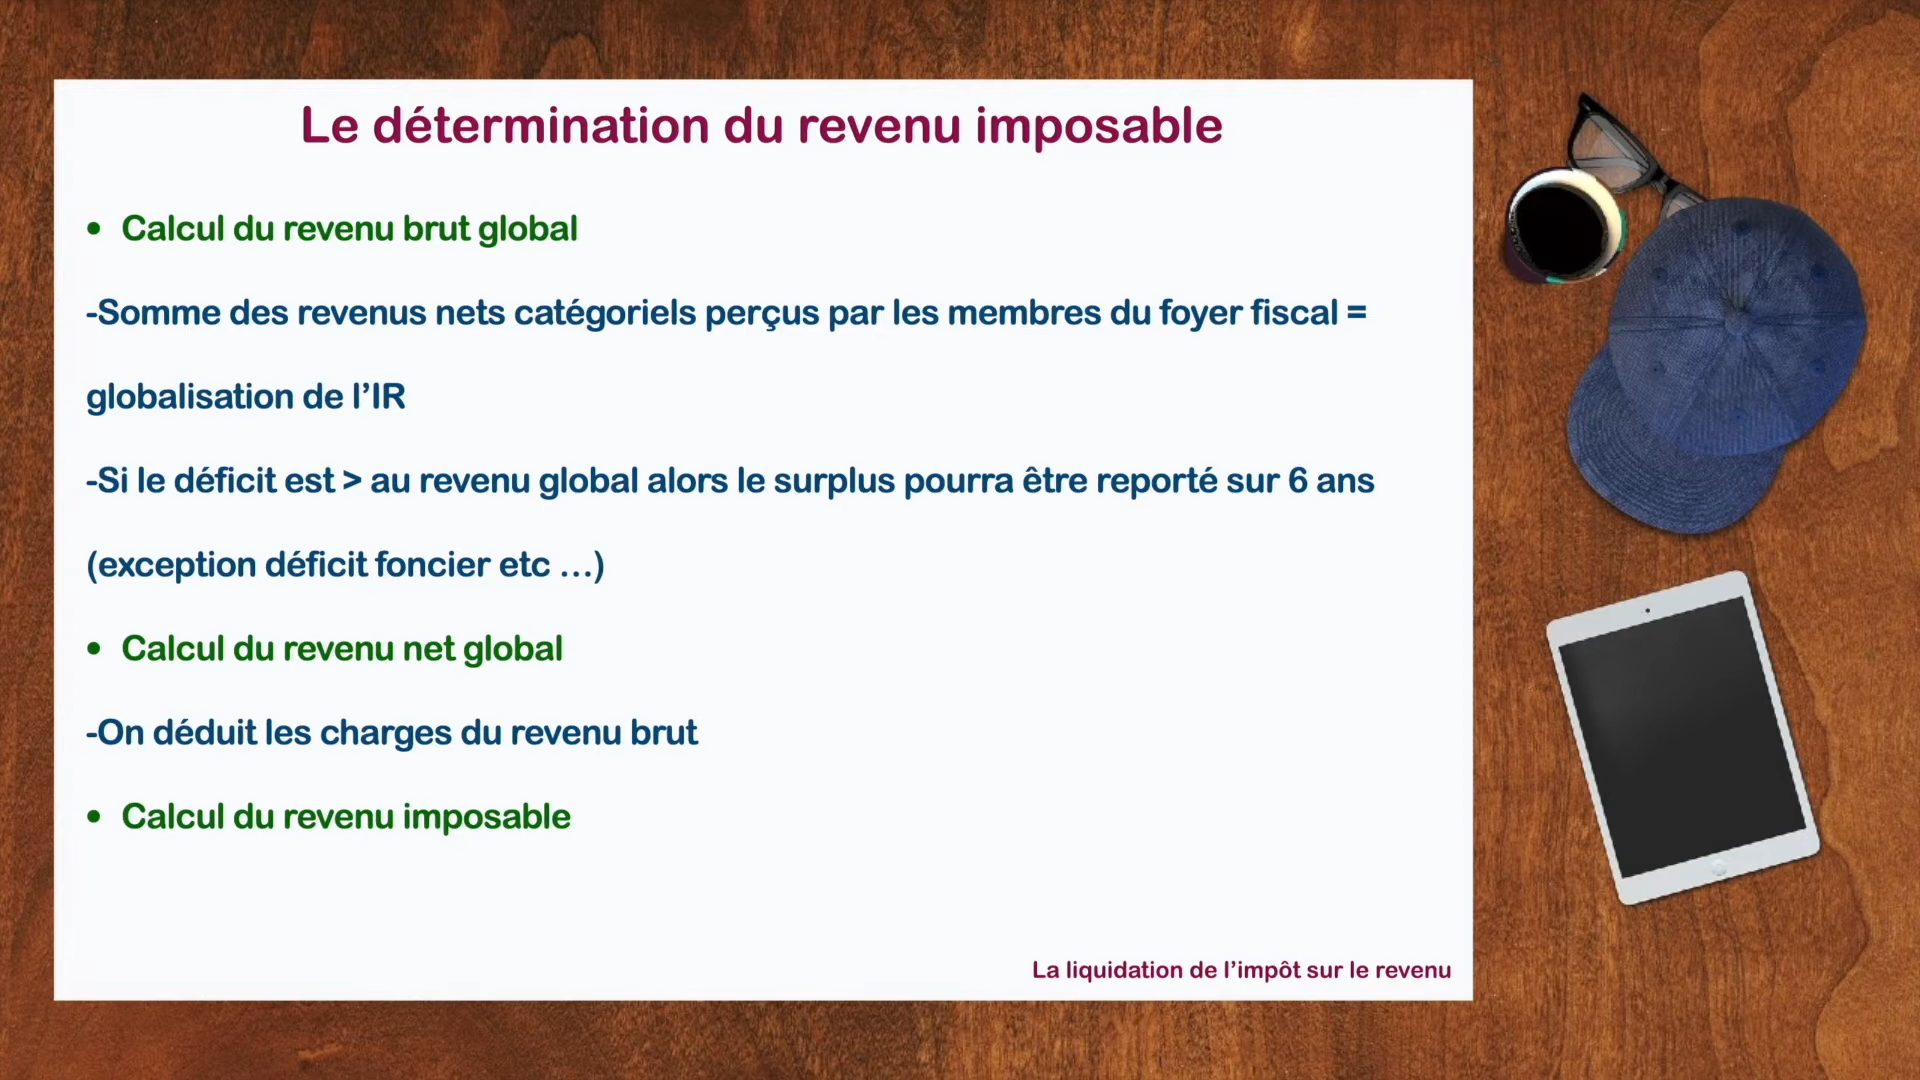 Le détermination du revenu imposable
• Calcul du revenu brut global
-Somme des revenus nets catégoriels perçus par les membres du foyer fiscal =
globalisation de l’IR
-Si le déficit est > au revenu global alors le surplus pourra être reporté sur 6 ans
(exception déficit foncier etc …)
• Calcul du revenu net global
-On déduit les charges du revenu brut
• Calcul du revenu imposable
La liquidation de l’impôt sur le revenu